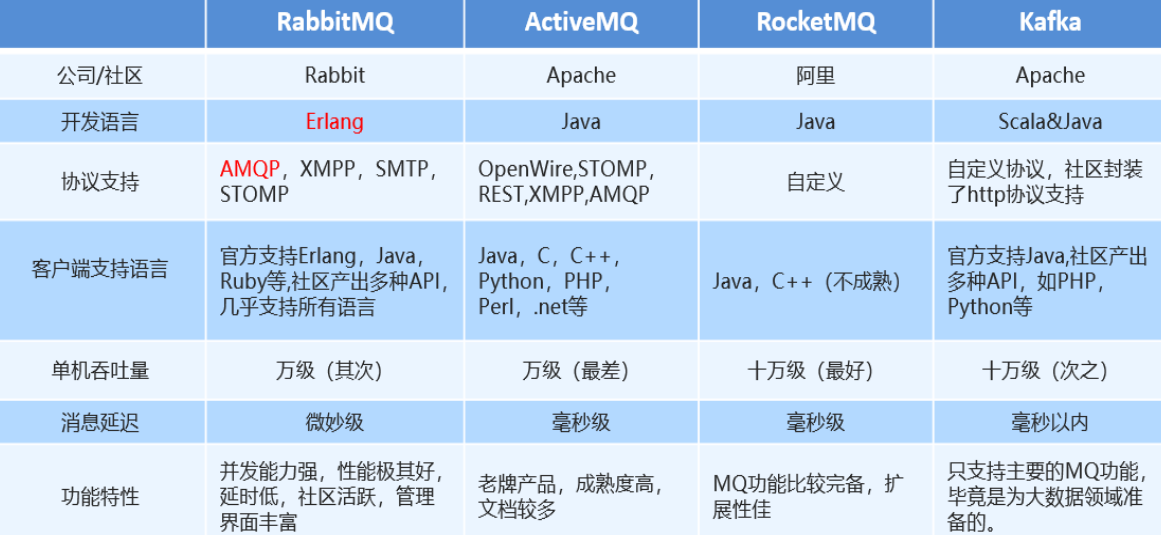 RabbitMQ ActiveMQ RocketMQ Kafka
公司/社区 Rabbit Apache 阿里 Apache
开发语言 Erlang Java Java Scala&Java
协议支持
AMQP，XMPP，SMTP，
STOMP
OpenWire,STOMP，
REST,XMPP,AMQP
自定义
自定义协议，社区封装
了http协议支持
客户端支持语言
官方支持Erlang，Java，
Ruby等,社区产出多种API，
几乎支持所有语言
Java，C，C++，
Python，PHP，
Perl，.net等
Java，C++（不成熟）
官方支持Java,社区产出
多种API，如PHP，
Python等
单机吞吐量 万级（其次） 万级（最差） 十万级（最好） 十万级（次之）
消息延迟 微妙级 毫秒级 毫秒级 毫秒以内
功能特性
并发能力强，性能极其好，
延时低，社区活跃，管理
界面丰富
老牌产品，成熟度高，
文档较多
MQ功能比较完备，扩
展性佳
只支持主要的MQ功能，
毕竟是为大数据领域准
备的。